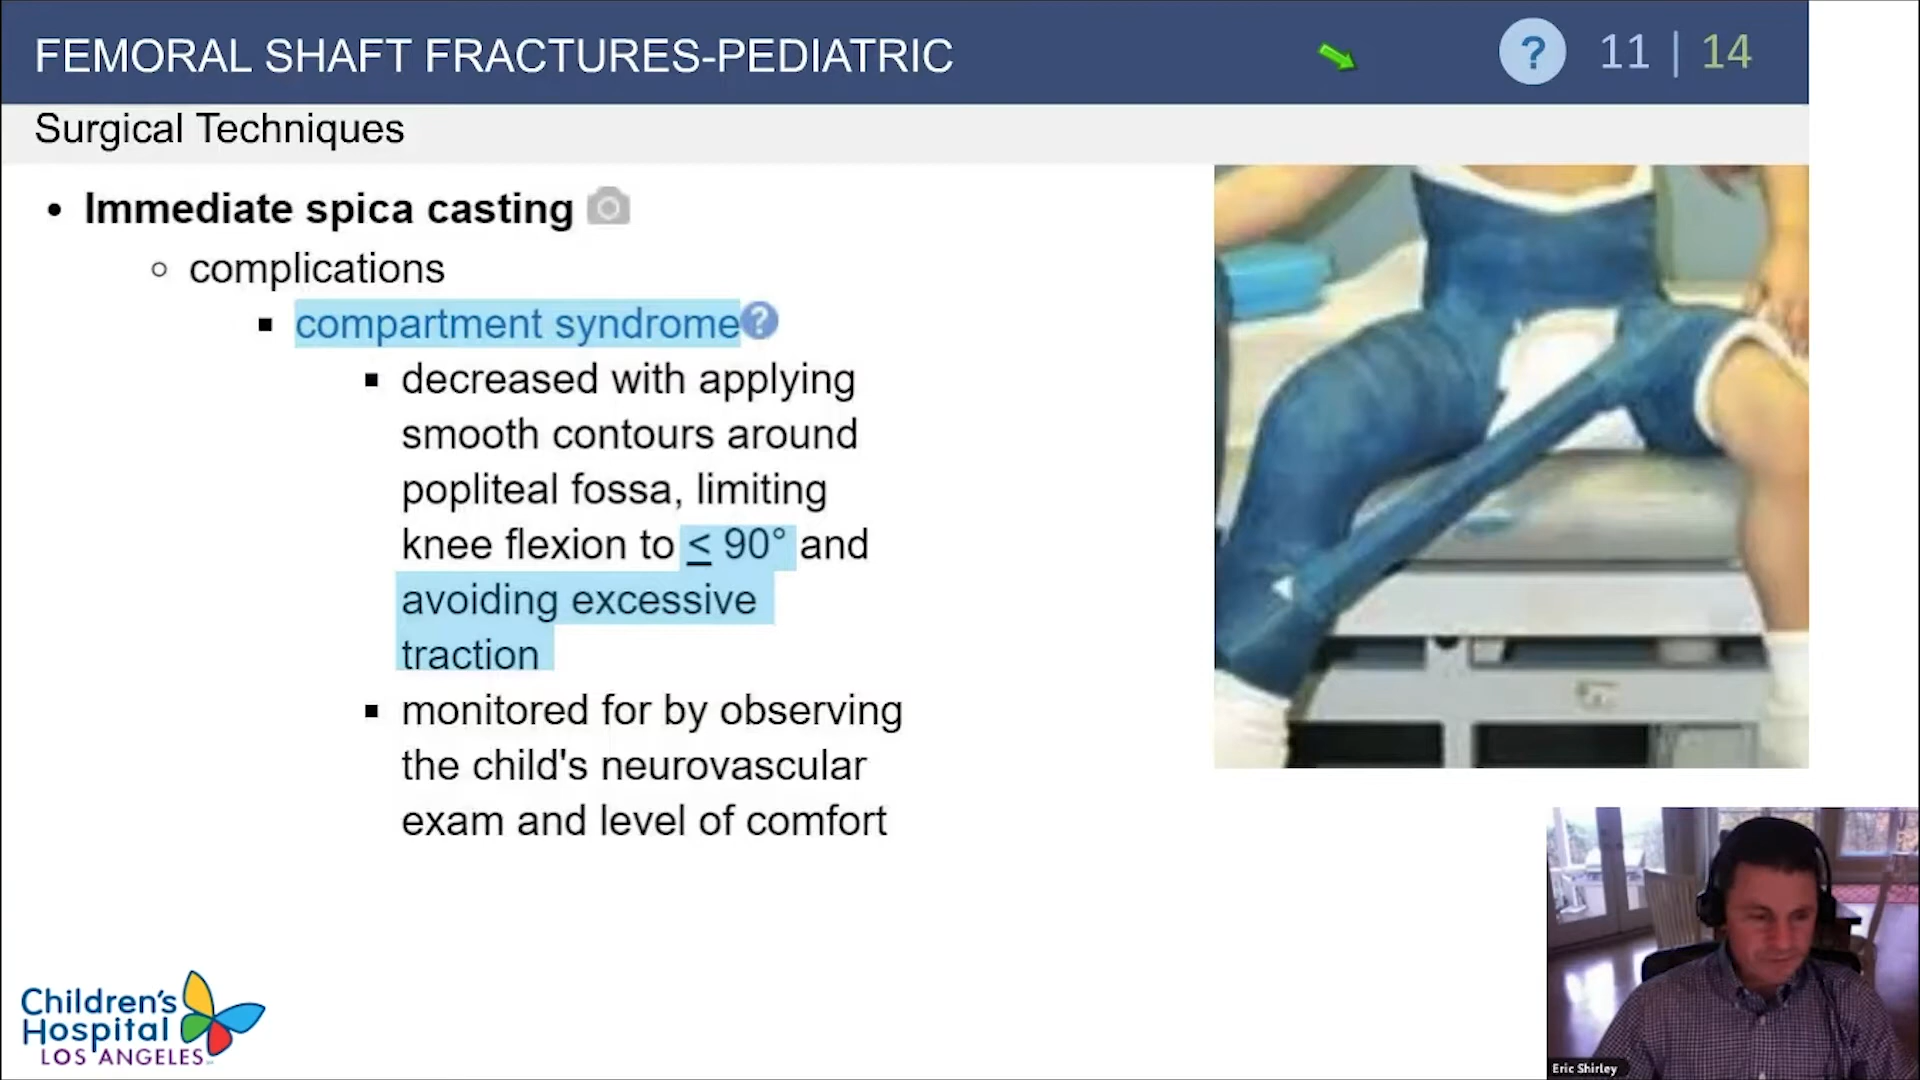 FEMORAL SHAFT FRACTURES-PEDIATRIC
? 11 | 14
Surgical Techniques
• Immediate spica casting
complications
compartment syndrome ?
decreased with applying
smooth contours around
popliteal fossa, limiting
knee flexion to ≤ 90° and
avoiding excessive
traction
monitored for by observing
the child's neurovascular
exam and level of comfort
Children's
Hospital
LOS ANGELES
Eric Shirley